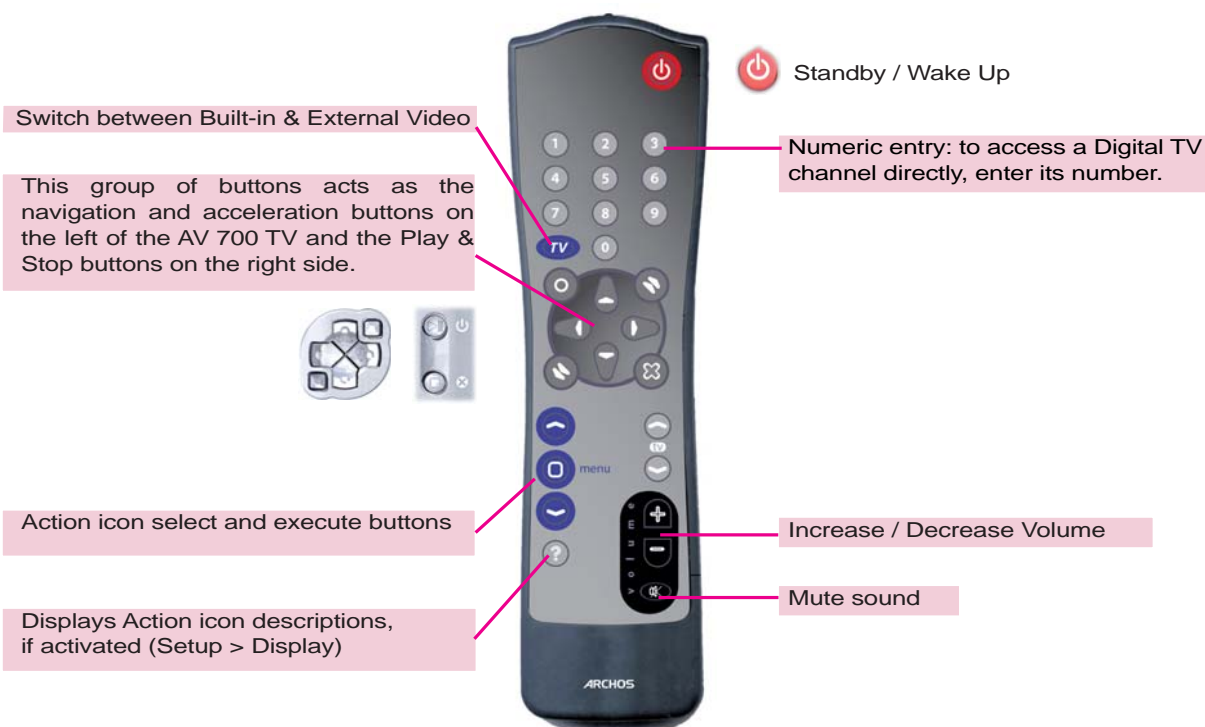 Standby / Wake Up
Switch between Built-in & External Video
Numeric entry: to access a Digital TV
channel directly, enter its number.
This group of buttons acts as the
navigation and acceleration buttons on
the left of the AV 700 TV and the Play &
Stop buttons on the right side.
1 2 3
4 5 6
7 8 9
TV 0
tv
menu
Action icon select and execute buttons
volume
Increase / Decrease Volume
?
Mute sound
Displays Action icon descriptions,
if activated (Setup > Display)
ARCHOS